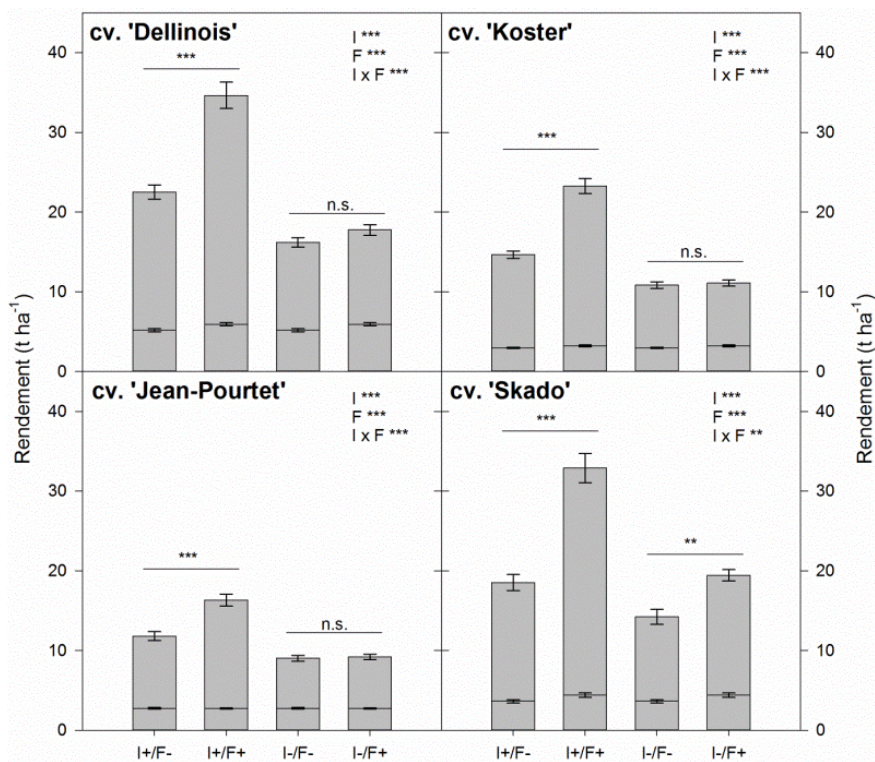 cv. 'Dellinois'
I ***
F ***
I x F ***
***
n.s.
40
30
20
10
0
Rendement (t ha-1)
cv. 'Koster'
I ***
F ***
I x F ***
***
n.s.
40
30
20
10
0
Rendement (t ha-1)
cv. 'Jean-Pourtet'
I ***
F ***
I x F ***
***
n.s.
40
30
20
10
0
I+/F- I+/F+ I-/F- I-/F+
cv. 'Skado'
I ***
F ***
I x F **
***
**
40
30
20
10
0
I+/F- I+/F+ I-/F- I-/F+